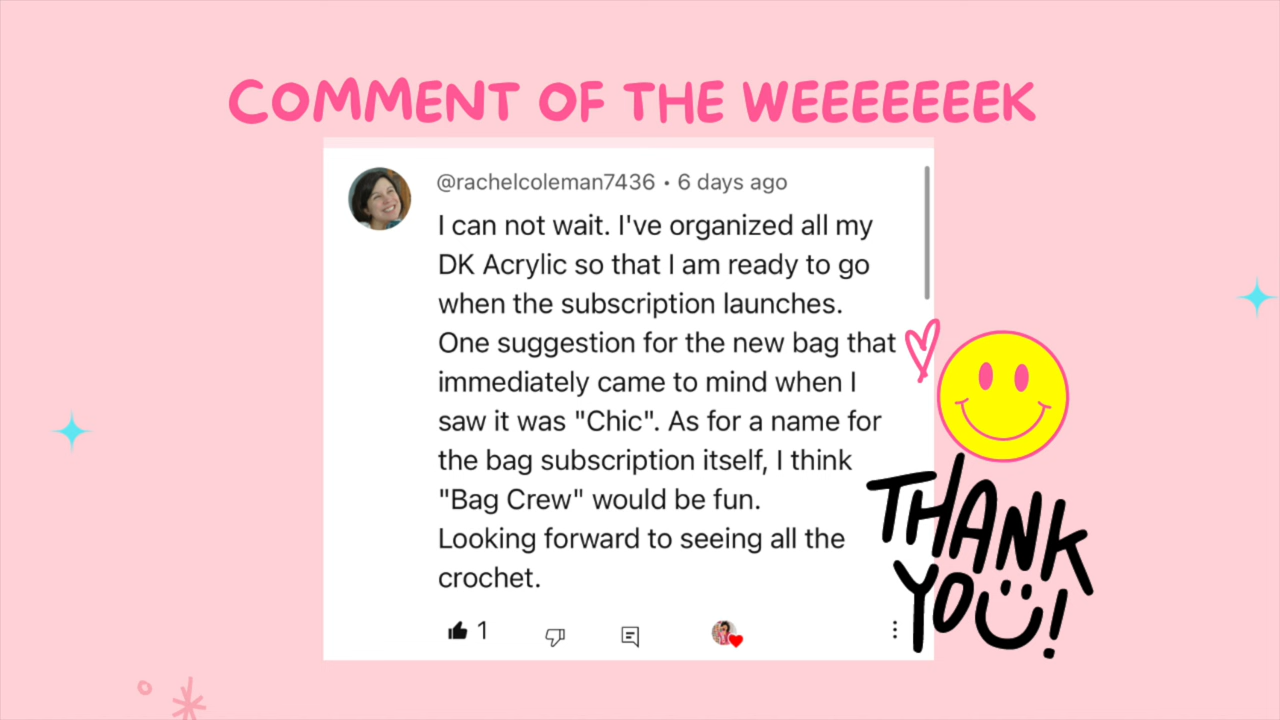 COMMENT OF THE WEEEEEEEK
@rachelcoleman7436 • 6 days ago
I can not wait. I've organized all my
DK Acrylic so that I am ready to go
when the subscription launches.
One suggestion for the new bag that
immediately came to mind when I
saw it was "Chic". As for a name for
the bag subscription itself, I think
"Bag Crew" would be fun.
Looking forward to seeing all the
crochet.
1
THANK
YOU!